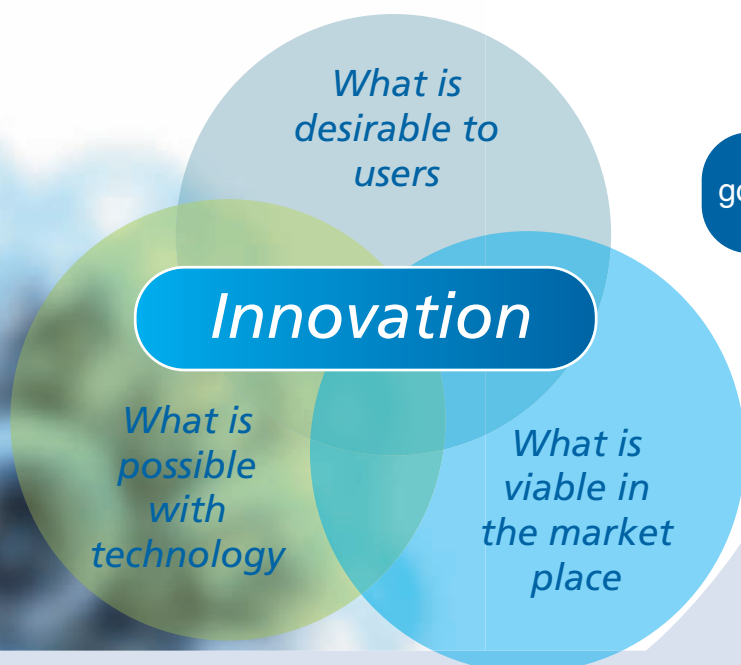 What is
desirable to
users
Innovation
What is
possible
with
technology
What is
viable in
the market
place